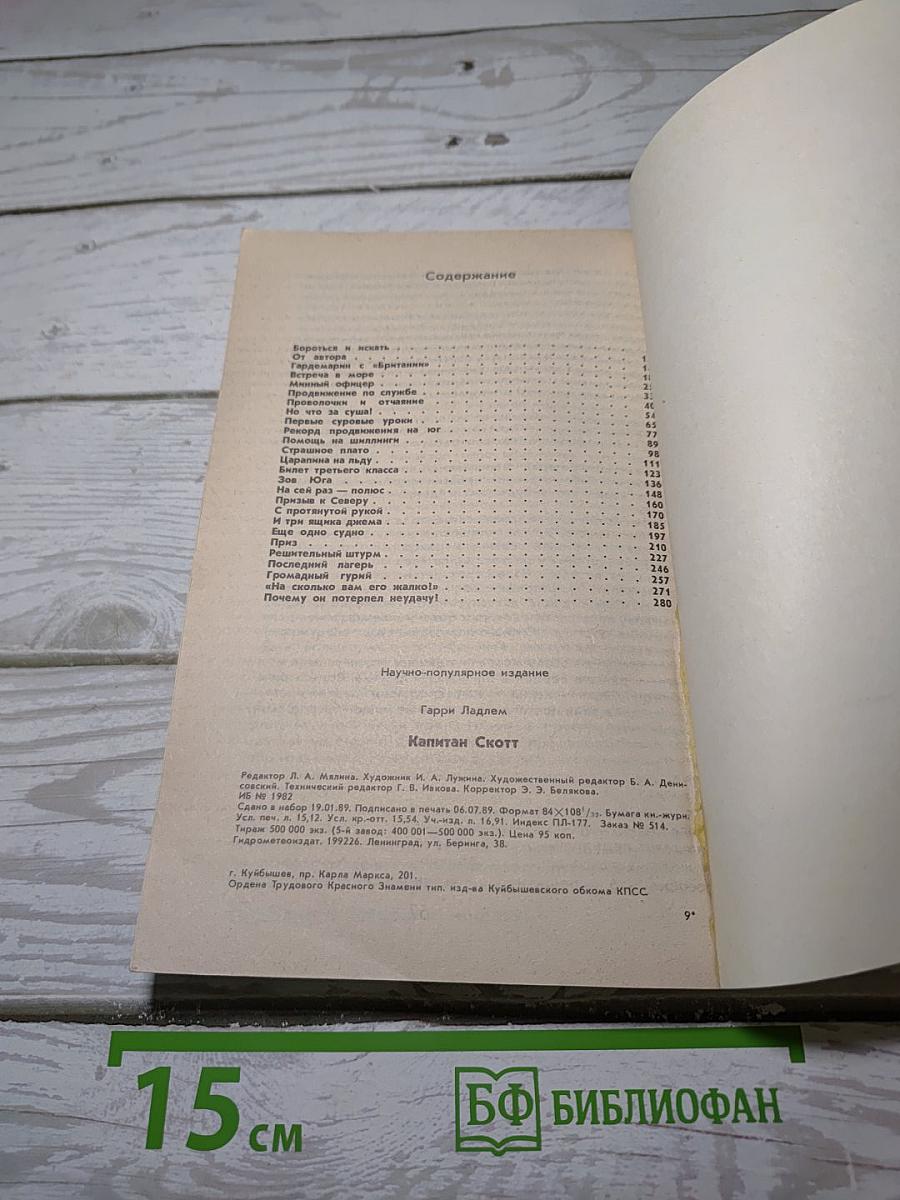 Содержание
Бороться и искать
От автора
Гардемарин с «Британии»
Встреча в море
Минный офицер
Продвижение по службе
Проволочки и отчаяние
Но что за суша! 54
Первые суровые уроки 65
Рекорд продвижения на юг 77
Помощь на шиллинги 89
Страшное плато 98
Царапина на льду 111
Билет третьего класса 123
Зов Юга 136
На сей раз — полюс 148
Призыв к Северу 160
С протянутой рукой 170
И три ящика джема 185
Еще одно судно 197
Приз 210
Решительный штурм 227
Последний лагерь 246
Громадный гурий 257
«На сколько вам его жалко!» 271
Почему он потерпел неудачу! 280
Научно-популярное издание
Гарри Ладлем
Капитан Скотт
Редактор Л. А. Мялина. Художник И. А. Лужина. Художественный редактор Б. А. Дени-
совский. Технический редактор Г. В. Ивкова. Корректор Э. Э. Белякова.
ИБ № 1982
Сдано в набор 19.01.89. Подписано в печать 06.07.89. Формат 84×108¹/₃₂. Бумага кн.-журн.
Усл. печ. л. 15,12. Усл. кр.-отт. 15,54. Уч.-изд. л. 16,91. Индекс ПЛ-177. Заказ № 514.
Тираж 500 000 экз. (5-й завод: 400 001—500 000 экз.). Цена 95 коп.
Гидрометеоиздат. 199226. Ленинград, ул. Беринга, 38.
г. Куйбышев, пр. Карла Маркса, 201.
Ордена Трудового Красного Знамени тип. изд-ва Куйбышевского обкома КПСС.
9*
15 см
БФ БИБЛИОФАН